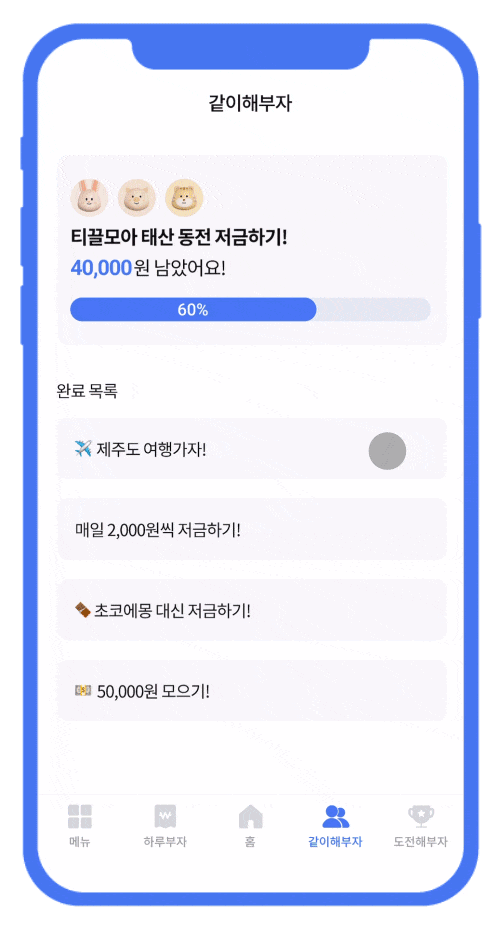 같이해부자
티끌모아 태산 동전 저금하기!
40,000원 남았어요!
60%
완료 목록
✈️ 제주도 여행가자!
매일 2,000원씩 저금하기!
🍫 초코에몽 대신 저금하기!
💴 50,000원 모으기!
메뉴
하루부자
홈
같이해부자
도전해부자